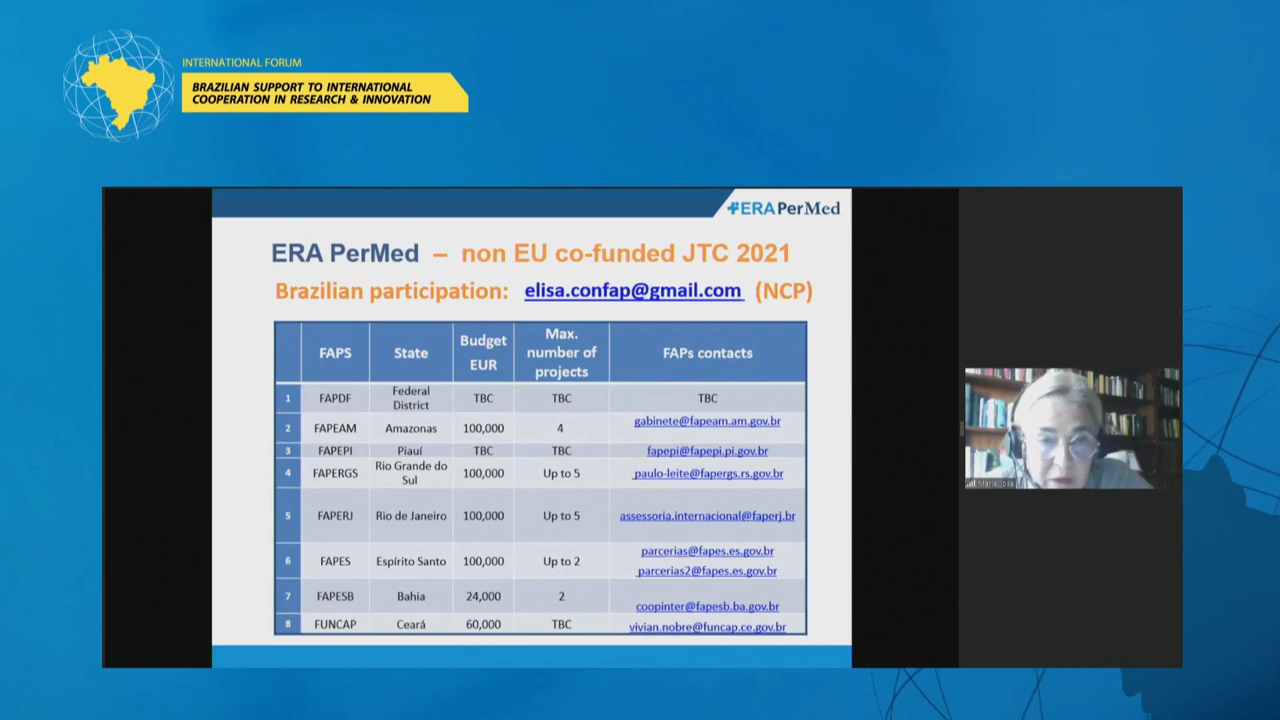 INTERNATIONAL FORUM
BRAZILIAN SUPPORT TO INTERNATIONAL
COOPERATION IN RESEARCH & INNOVATION
ERA PerMed
ERA PerMed – non EU co-funded JTC 2021
Brazilian participation: elisa.confap@gmail.com (NCP)
FAPS State Budget EUR Max. number of projects FAPs contacts
1 FAPDF Federal District TBC TBC TBC
2 FAPEAM Amazonas 100,000 4 gabinete@fapeam.am.gov.br
3 FAPEPI Piauí TBC TBC fapepi@fapepi.pi.gov.br
4 FAPERGS Rio Grande do Sul 100,000 Up to 5 paulo-leite@fapergs.rs.gov.br
5 FAPERJ Rio de Janeiro 100,000 Up to 5 assessoria.internacional@faperj.br
6 FAPES Espírito Santo 100,000 Up to 2 parcerias@fapes.es.gov.br
parcerias2@fapes.es.gov.br
7 FAPESB Bahia 24,000 2 coopinter@fapesb.ba.gov.br
8 FUNCAP Ceará 60,000 TBC vivian.nobre@funcap.ce.gov.br
Maria